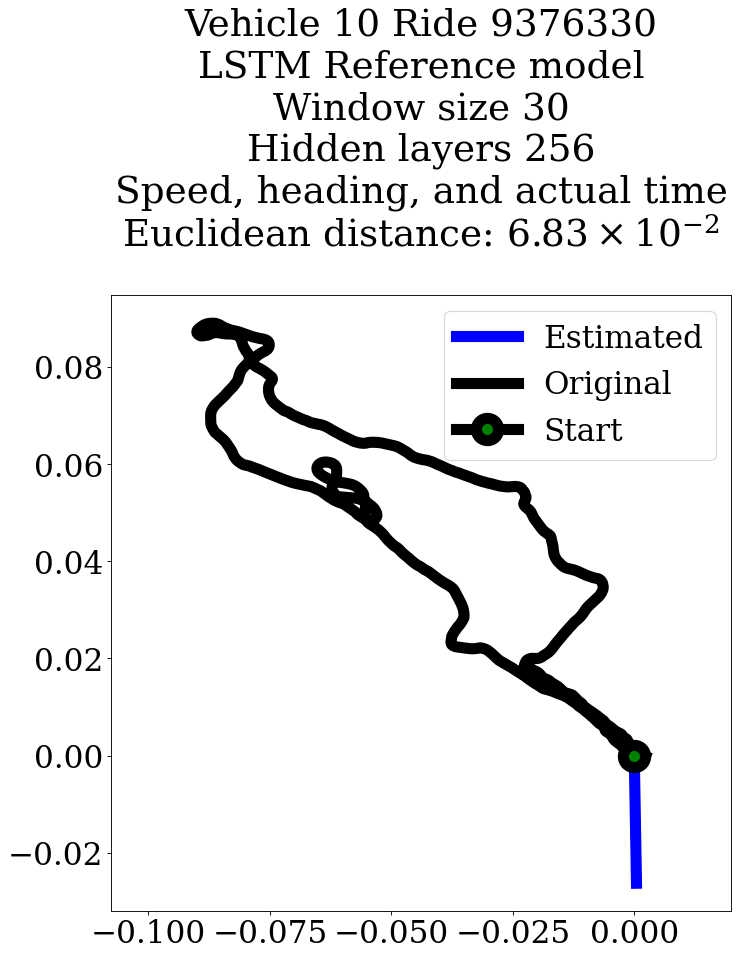 Vehicle 10 Ride 9376330
LSTM Reference model
Window size 30
Hidden layers 256
Speed, heading, and actual time
Euclidean distance: 6.83 × 10⁻²
Estimated
Original
Start
0.08
0.06
0.04
0.02
0.00
−0.02
−0.100 −0.075 −0.050 −0.025 0.000